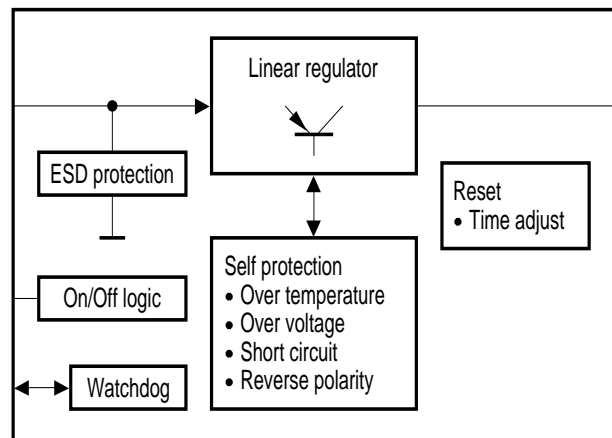 Linear regulator
ESD protection
Reset
• Time adjust
Self protection
• Over temperature
• Over voltage
• Short circuit
• Reverse polarity
On/Off logic
Watchdog